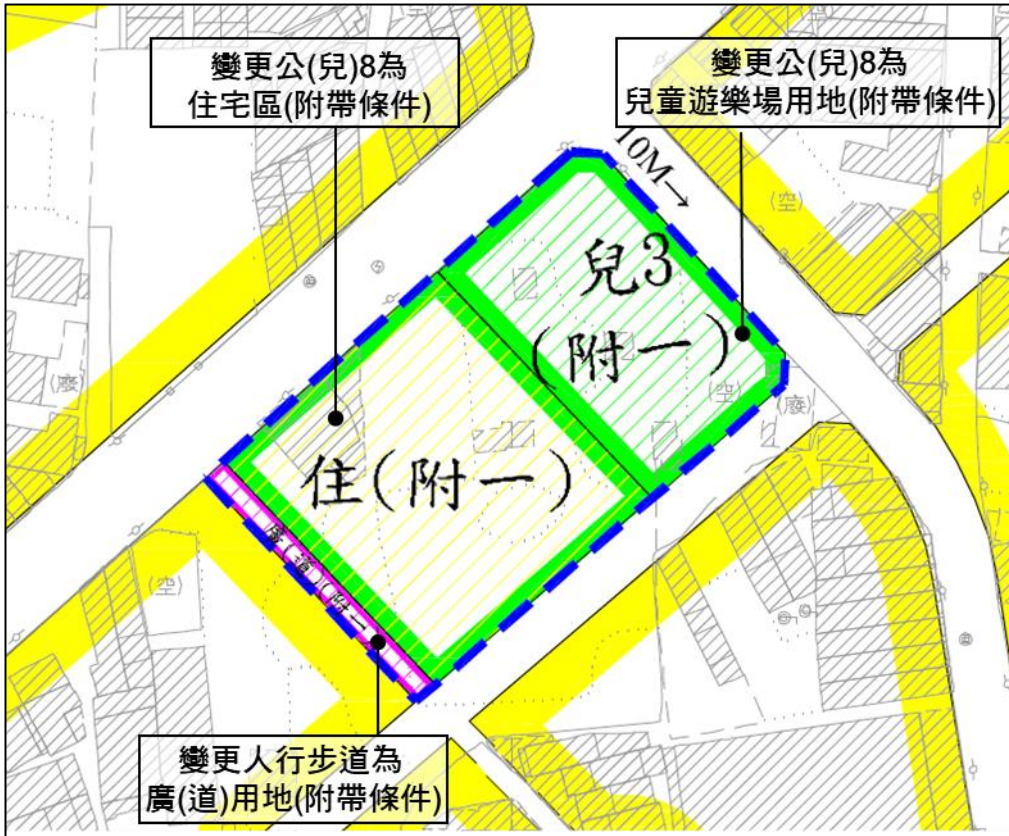 變更公(兒)8為
住宅區(附帶條件)
變更公(兒)8為
兒童遊樂場用地(附帶條件)
10M→
(空)
兒3
(附一)
(空)
(廢)
(廢)
住(附一)
廣(道)(附一)
(空)
變更人行步道為
廣(道)用地(附帶條件)